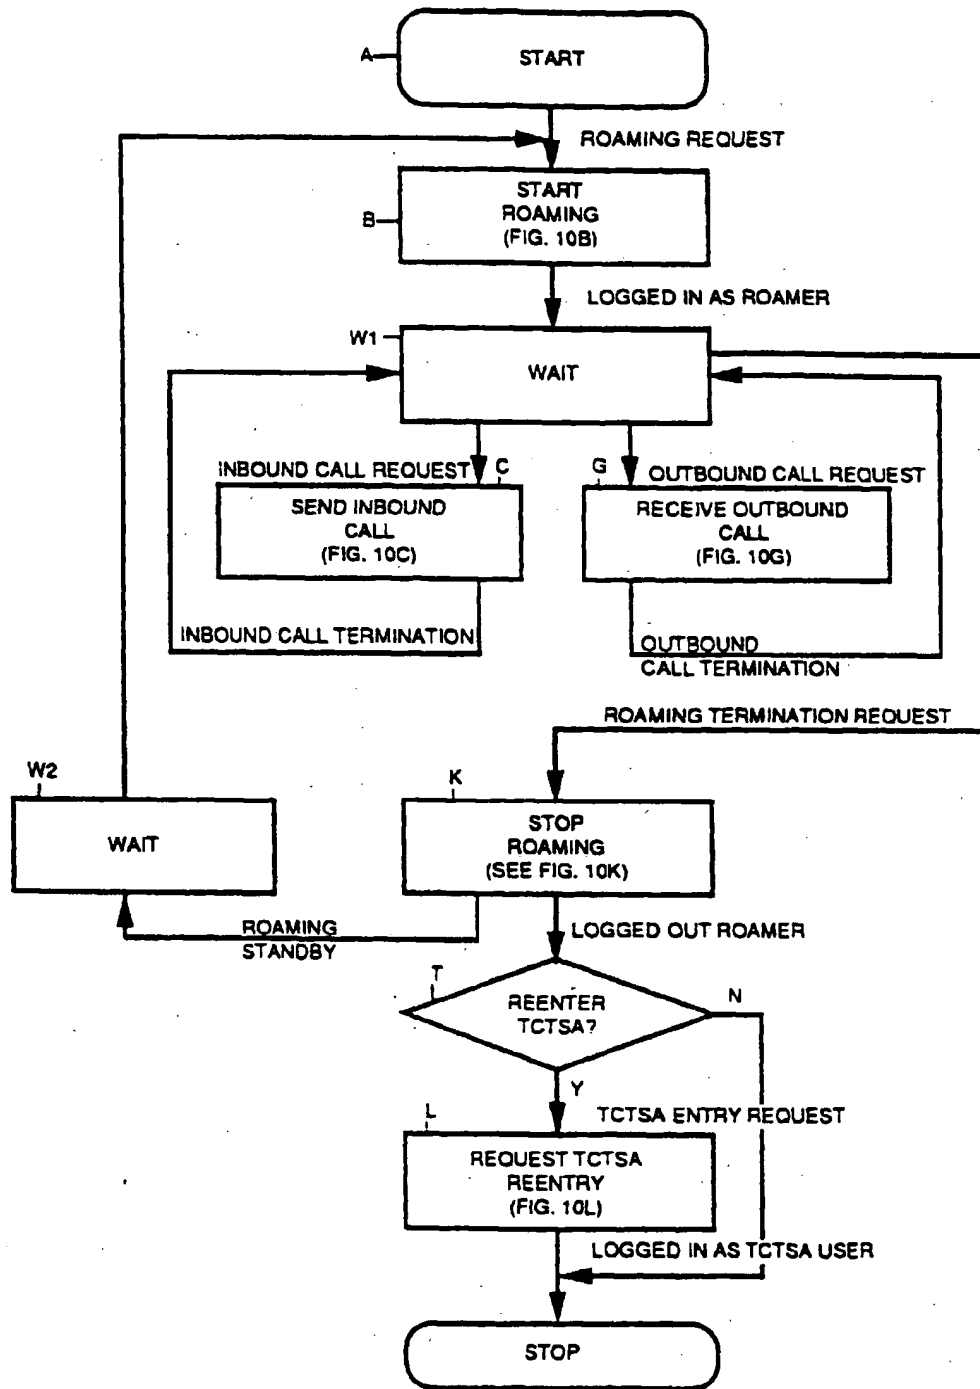 A
START
ROAMING REQUEST
B
START
ROAMING
(FIG. 10B)
LOGGED IN AS ROAMER
W1
WAIT
INBOUND CALL REQUEST
C
SEND INBOUND
CALL
(FIG. 10C)
INBOUND CALL TERMINATION
G
OUTBOUND CALL REQUEST
RECEIVE OUTBOUND
CALL
(FIG. 10G)
OUTBOUND
CALL TERMINATION
ROAMING TERMINATION REQUEST
W2
WAIT
K
STOP
ROAMING
(SEE FIG. 10K)
ROAMING
STANDBY
LOGGED OUT ROAMER
T
REENTER
TCTSA?
N
Y
TCTSA ENTRY REQUEST
L
REQUEST TCTSA
REENTRY
(FIG. 10L)
LOGGED IN AS TCTSA USER
STOP